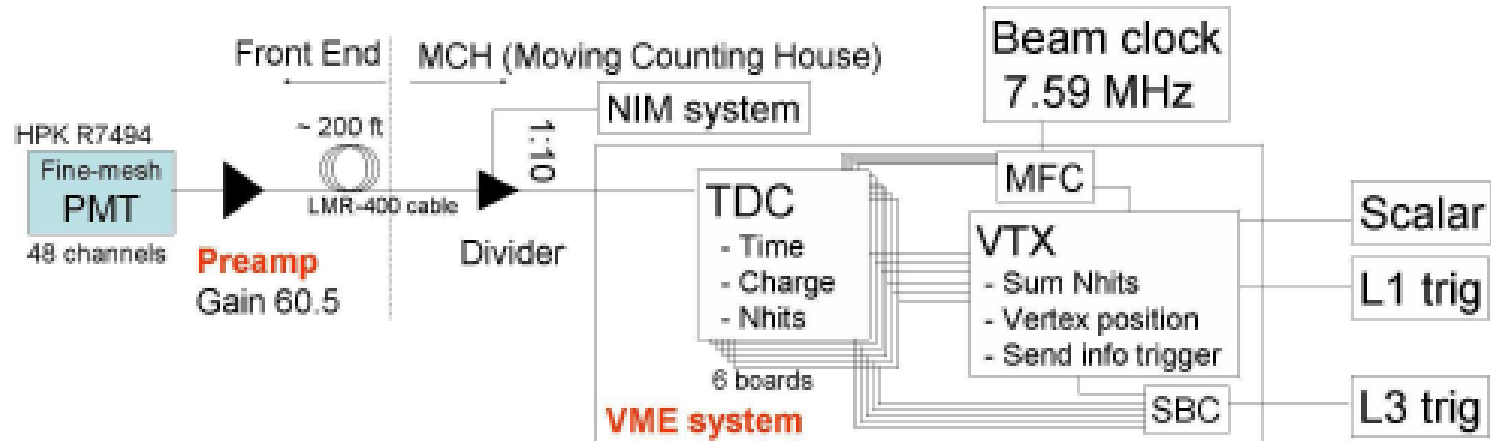 Front End
MCH (Moving Counting House)
Beam clock
7.59 MHz
NIM system
HPK R7494
~ 200 ft
1:10
Fine-mesh
PMT
LMR-400 cable
48 channels
Preamp
Gain 60.5
Divider
TDC
- Time
- Charge
- Nhits
6 boards
VME system
MFC
VTX
- Sum Nhits
- Vertex position
- Send info trigger
SBC
Scalar
L1 trig
L3 trig